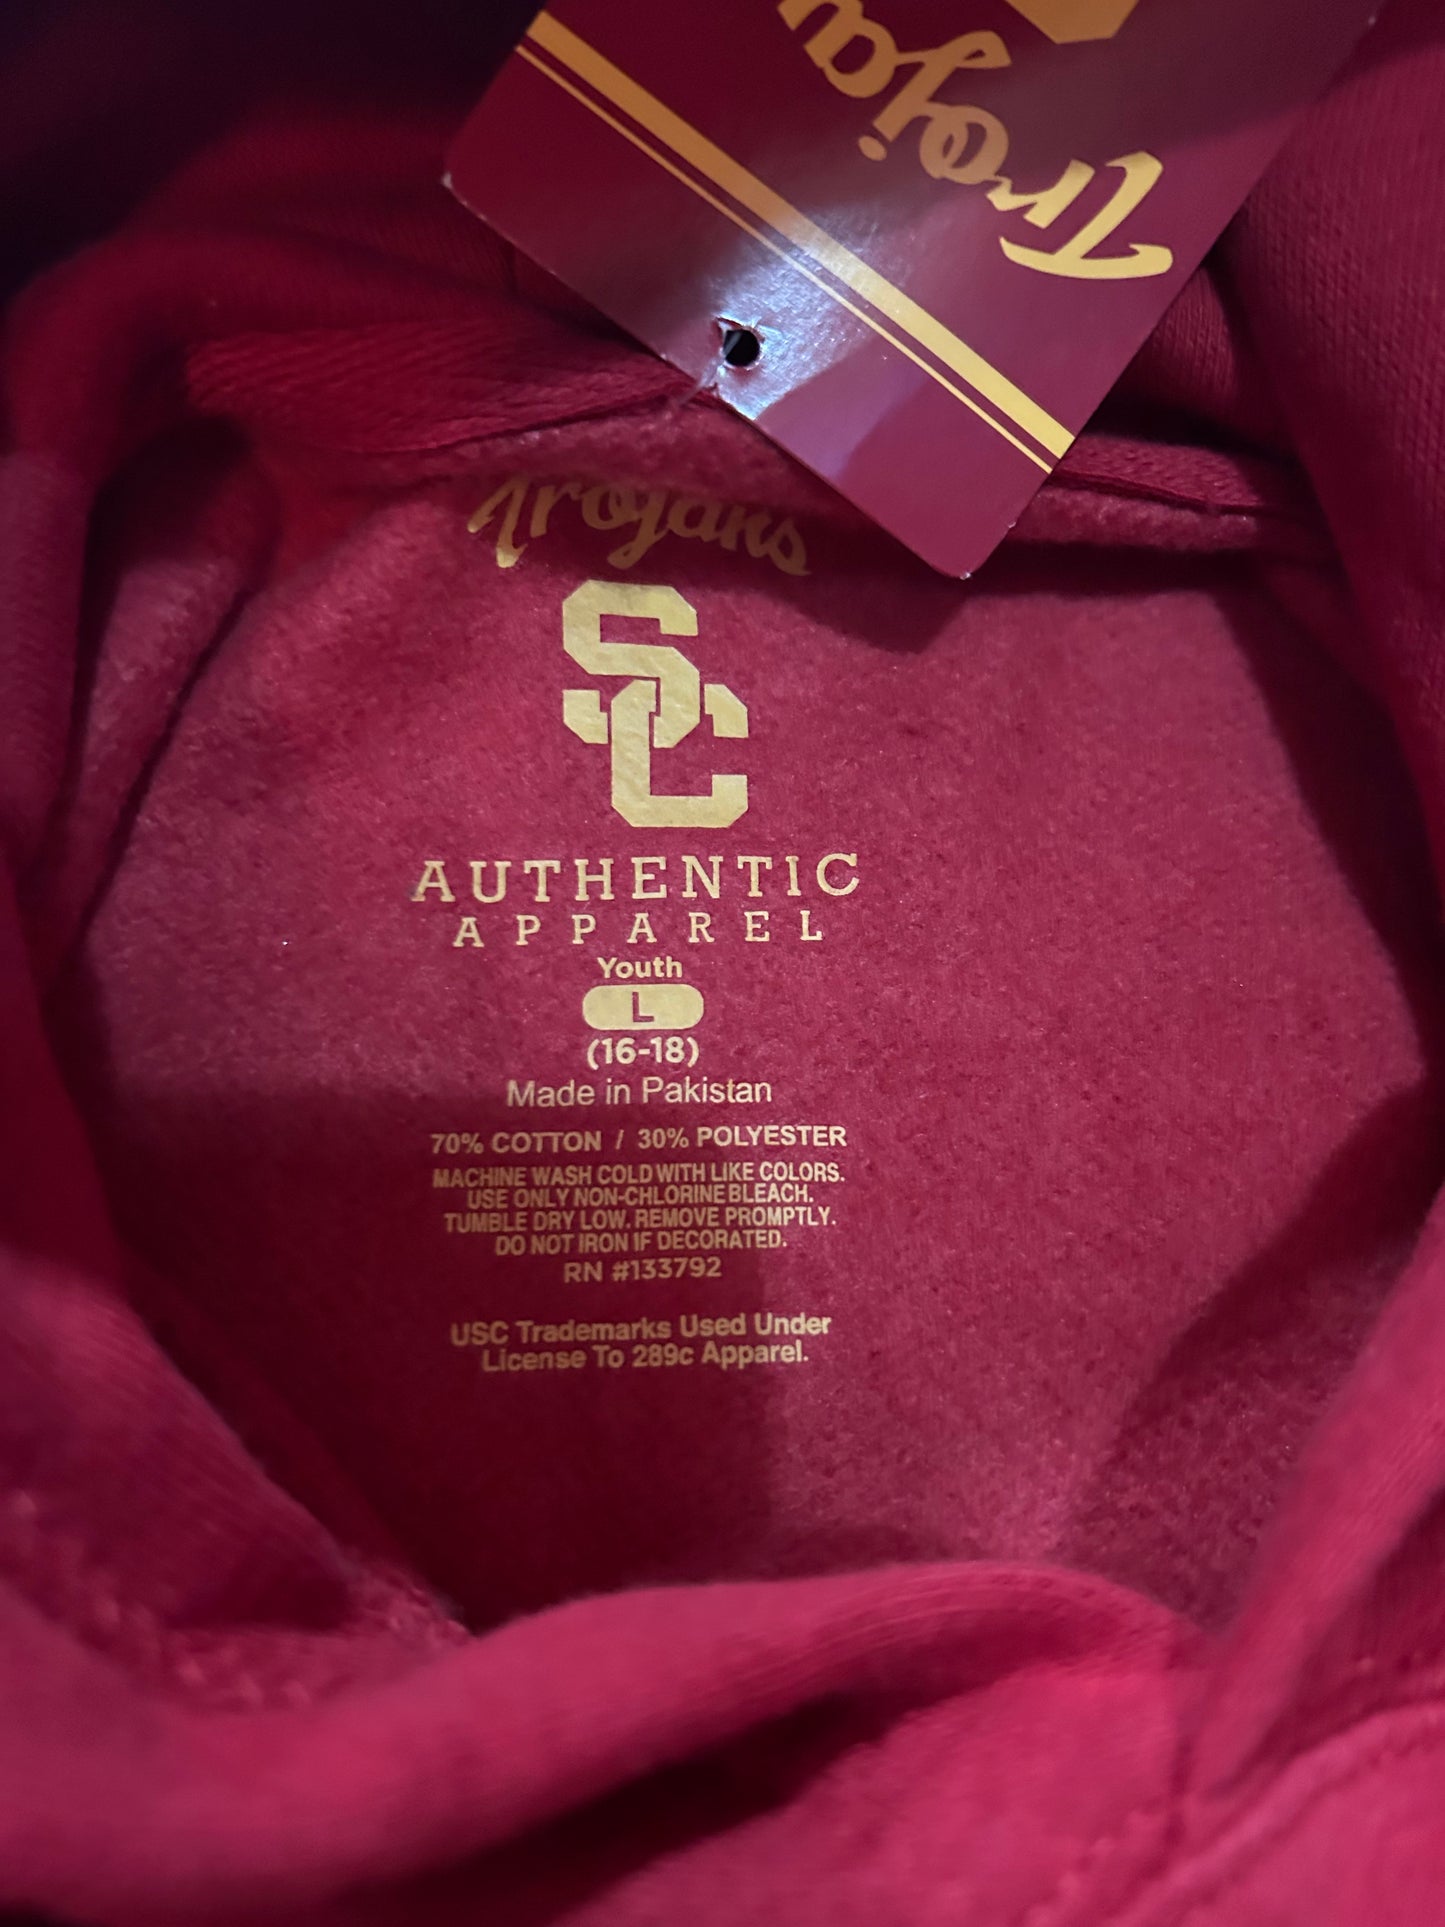 Troja
Trojans
SC
AUTHENTIC
APPAREL
Youth
L
(16-18)
Made in Pakistan
70% COTTON / 30% POLYESTER
MACHINE WASH COLD WITH LIKE COLORS.
USE ONLY NON-CHLORINE BLEACH.
TUMBLE DRY LOW. REMOVE PROMPTLY.
DO NOT IRON IF DECORATED.
RN #133792
USC Trademarks Used Under
License To 289c Apparel.